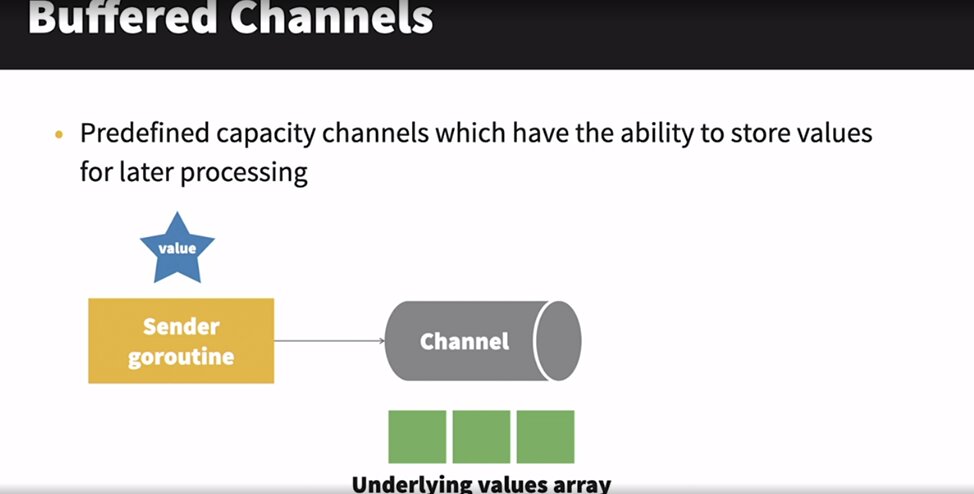 Buffered Channels
• Predefined capacity channels which have the ability to store values
for later processing
value
Sender
goroutine
Channel
Underlying values array